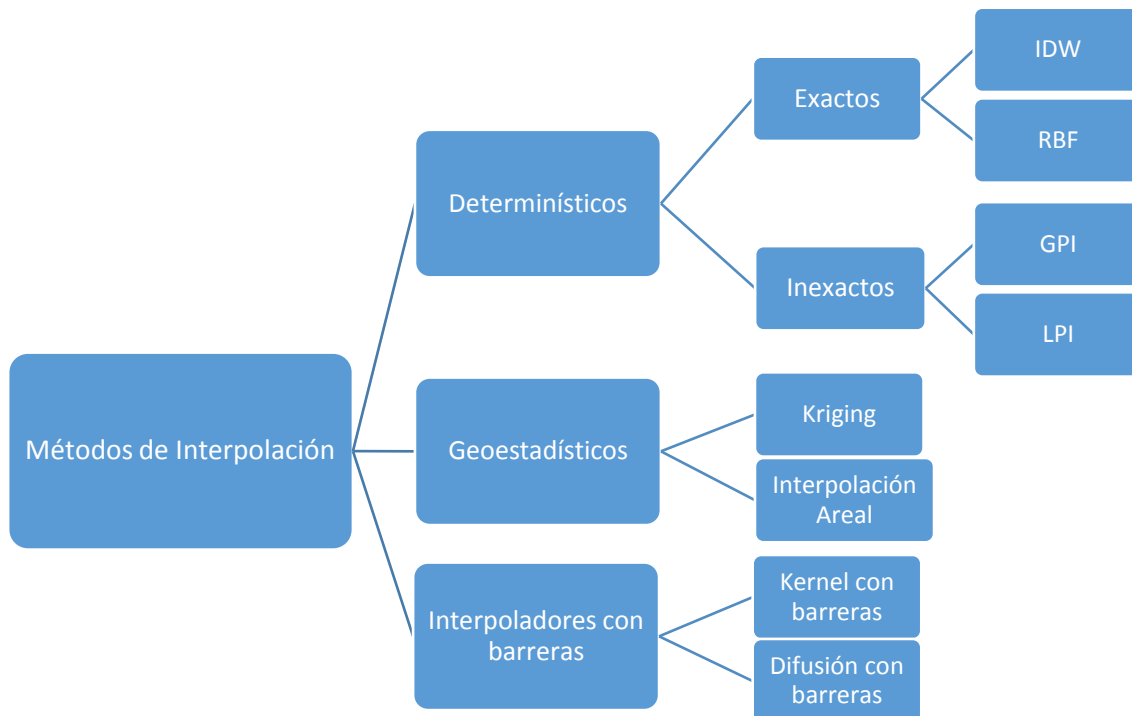 Métodos de Interpolación
Determinísticos
Exactos
IDW
RBF
Inexactos
GPI
LPI
Geoestadísticos
Kriging
Interpolación
Areal
Interpoladores con
barreras
Kernel con
barreras
Difusión con
barreras